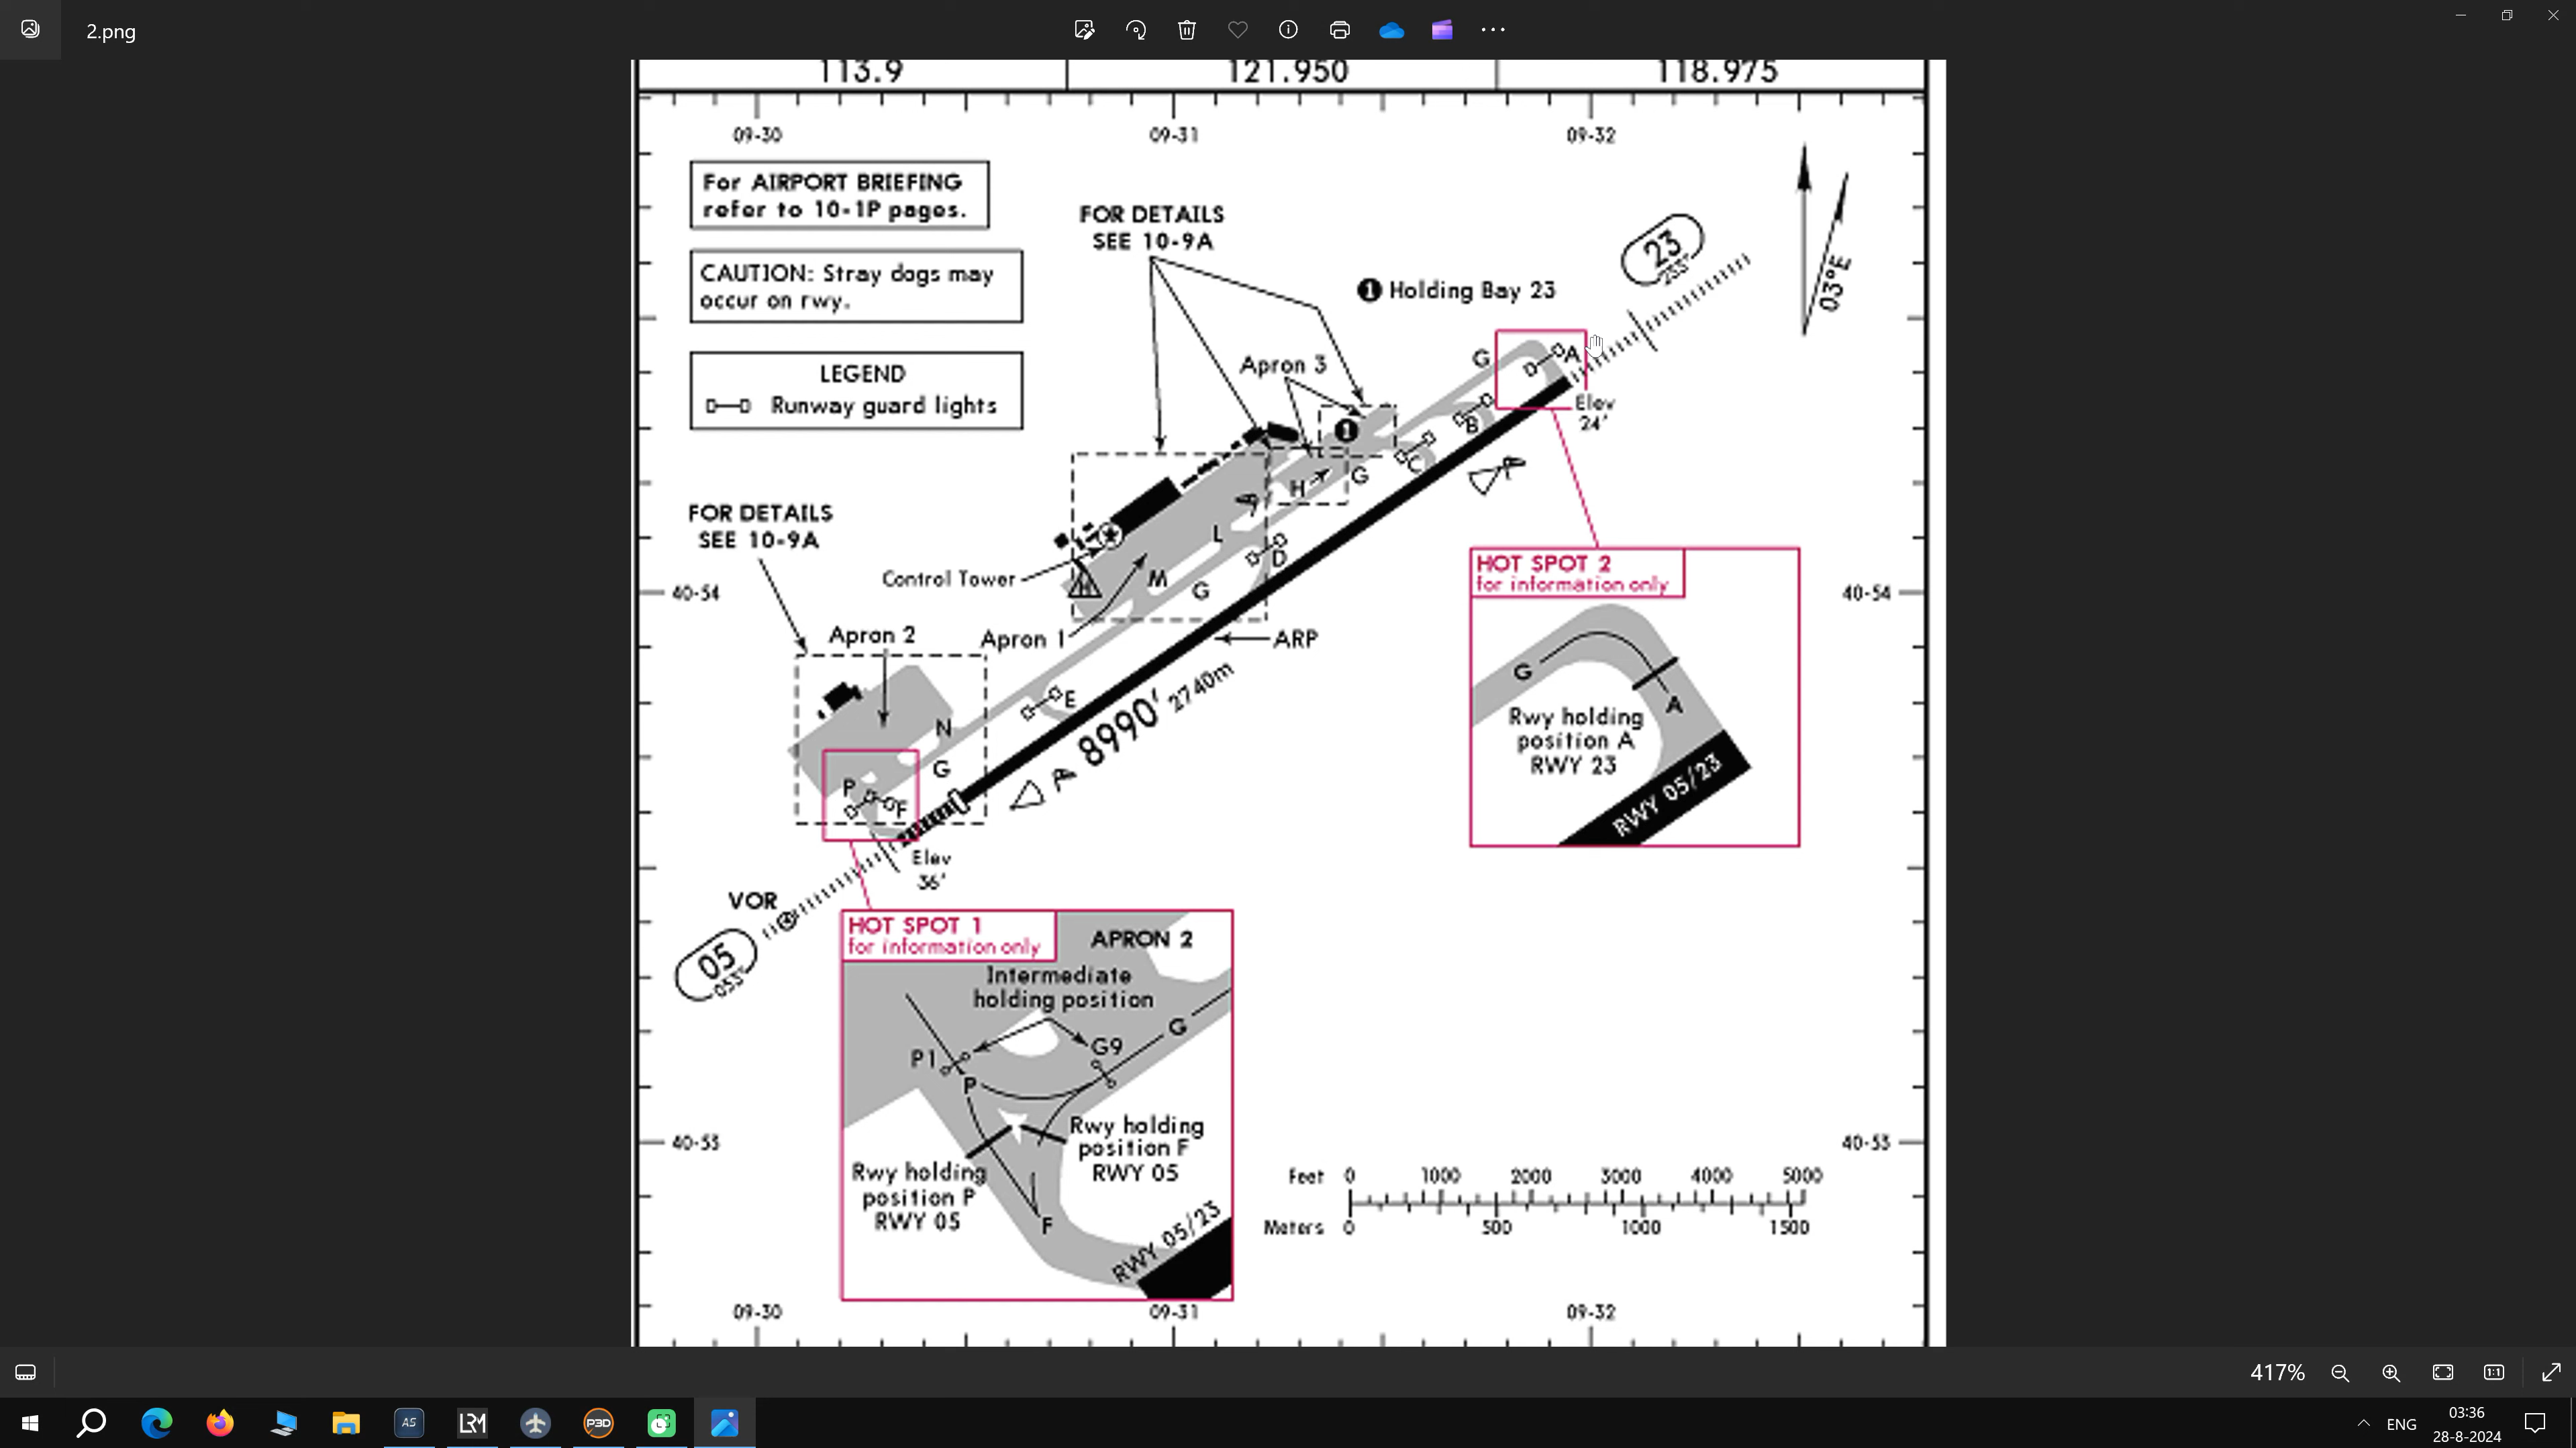 2.png
113.9
121.950
118.975
09-30
09-31
09-32
For AIRPORT BRIEFING
refer to 10-1P pages.
CAUTION: Stray dogs may
occur on rwy.
LEGEND
Runway guard lights
FOR DETAILS
SEE 10-9A
1 Holding Bay 23
23
233°
03°E
Apron 3
G
A
Elev
24'
1
B
C
H
G
FOR DETAILS
SEE 10-9A
L
D
Control Tower
H
M
G
40-54
40-54
Apron 2
Apron 1
ARP
E
8990' 2740m
N
G
P
F
A
A
Elev
36'
VOR
05
053°
HOT SPOT 2
for information only
G
A
Rwy holding
position A
RWY 23
RWY 05/23
HOT SPOT 1
for information only
APRON 2
Intermediate
holding position
G
P1
G9
P
Rwy holding
position F
RWY 05
Rwy holding
position P
RWY 05
F
RWY 05/23
40-53
40-53
Feet 0 1000 2000 3000 4000 5000
Meters 0 500 1000 1500
09-30
09-31
09-32
417%
1:1
AS
LRM
P3D
ENG
03:36
28-8-2024